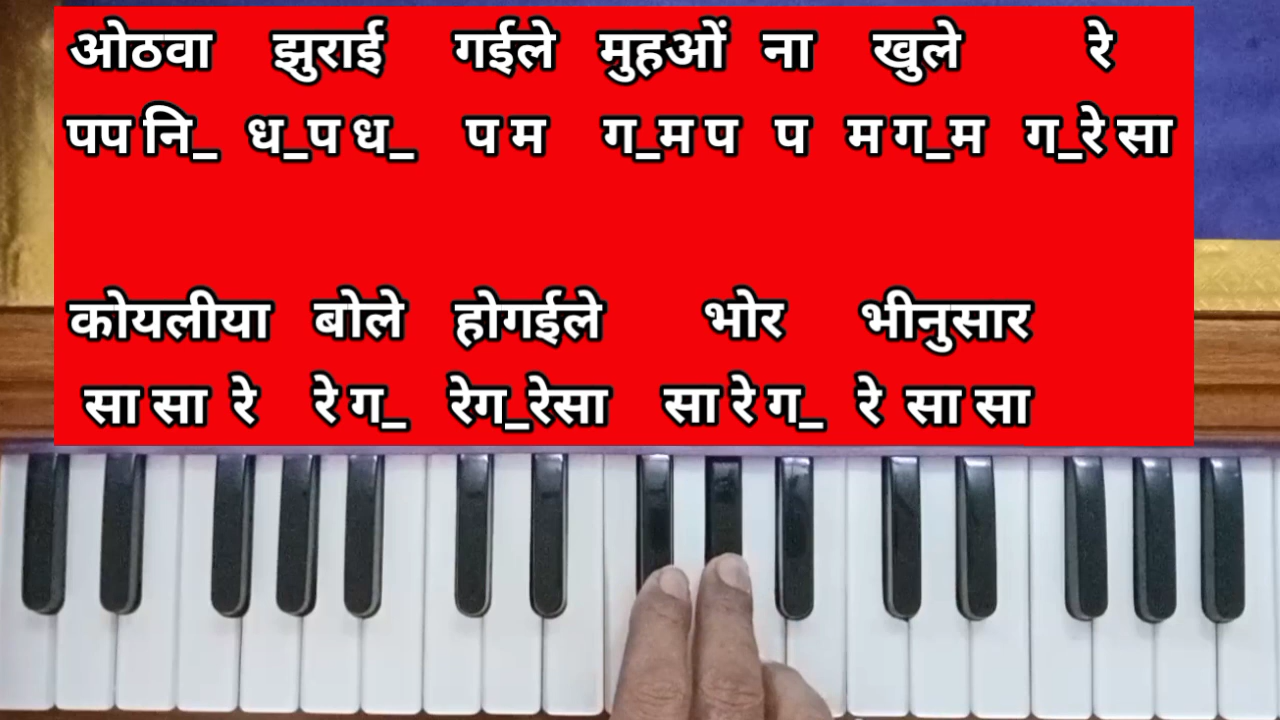 ओठवा झुराई गईले मुहओं ना खुले रे
पप नि_ ध_प ध_ प म ग_म प प म ग_म ग_रे सा
कोयलीया बोले होगईले भोर भीनुसार
सा सा रे रे ग_ रेग_रेसा सा रे ग_ रे सा सा